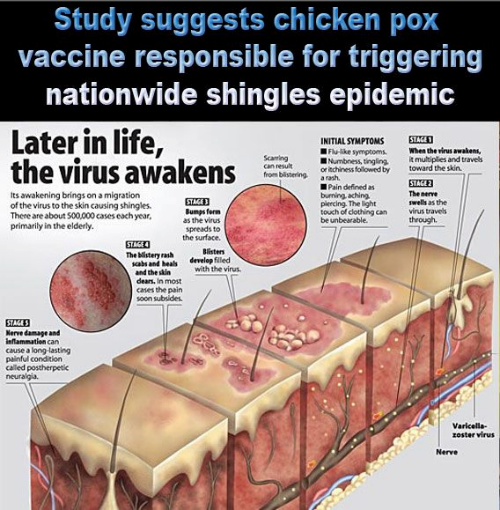 Study suggests chicken pox
vaccine responsible for triggering
nationwide shingles epidemic
Later in life,
the virus awakens
Its awakening brings on a migration
of the virus to the skin causing shingles.
There are about 500,000 cases each year,
primarily in the elderly.
Scarring
can result
from blistering.
INITIAL SYMPTOMS
■ Flu-like symptoms.
■ Numbness, tingling,
or itchiness followed by
a rash.
■ Pain defined as
burning, aching,
piercing. The light
touch of clothing can
be unbearable.
STAGE 1
When the virus awakens,
it multiplies and travels
toward the skin.
STAGE 2
The nerve
swells as the
virus travels
through.
STAGE 3
Bumps form
as the virus
spreads to
the surface.
Blisters
develop filled
with the virus.
STAGE 4
The blistery rash
scabs and heals
and the skin
clears. In most
cases the pain
soon subsides.
STAGE 5
Nerve damage and
inflammation can
cause a long-lasting
painful condition
called postherpetic
neuralgia.
Varicella-
zoster virus
Nerve